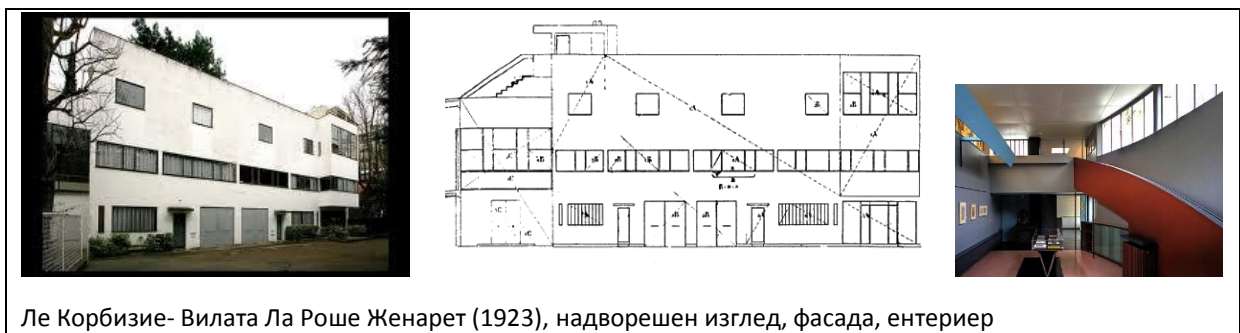 Ле Корбизие- Вилата Ла Роше Женарет (1923), надворешен изглед, фасада, ентериер